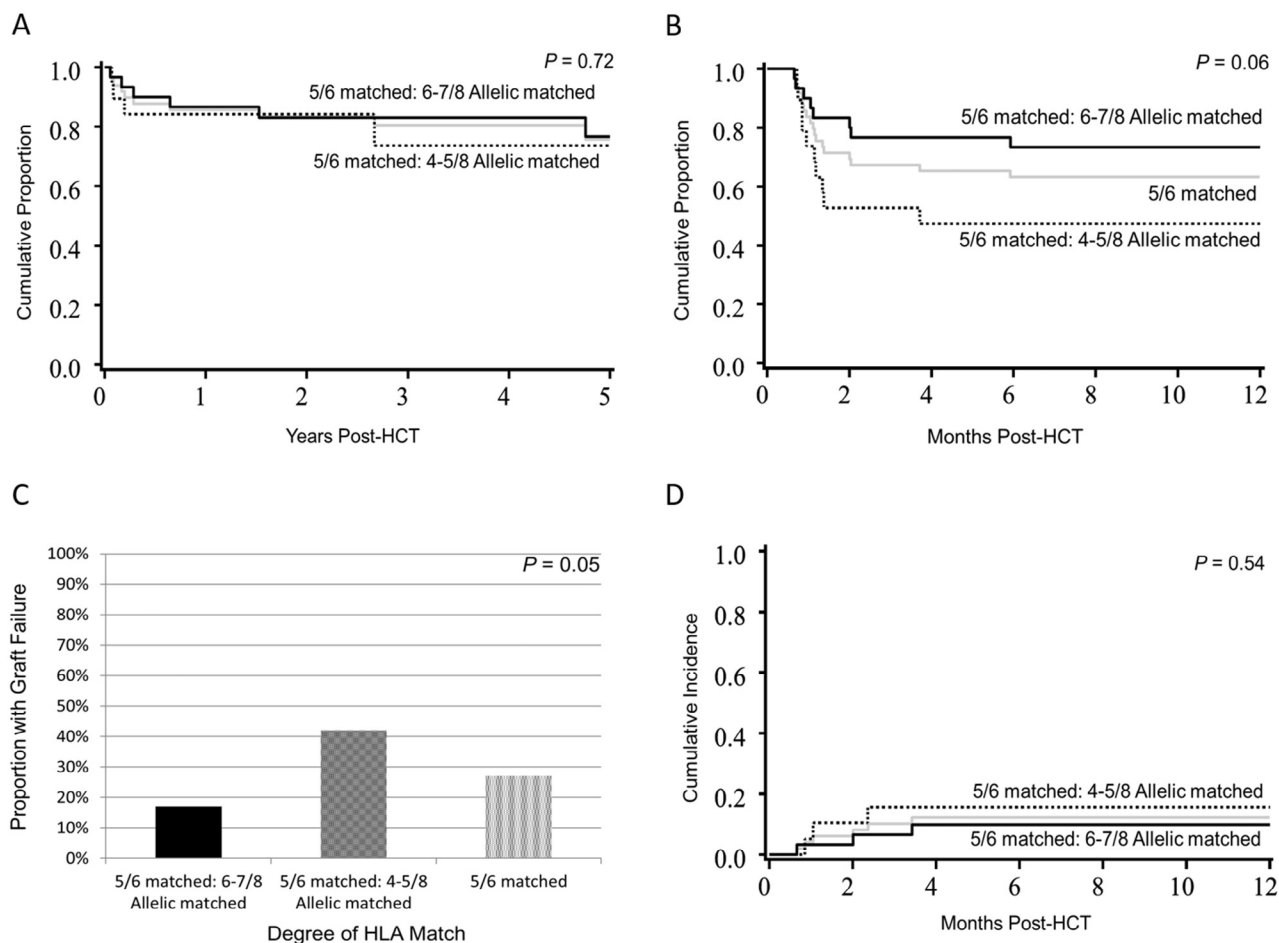 A
P = 0.72
1.0
0.8
0.6
0.4
0.2
0.0
Cumulative Proportion
5/6 matched: 6-7/8 Allelic matched
5/6 matched: 4-5/8 Allelic matched
0 1 2 3 4 5
Years Post-HCT
B
P = 0.06
1.0
0.8
0.6
0.4
0.2
0.0
Cumulative Proportion
5/6 matched: 6-7/8 Allelic matched
5/6 matched
5/6 matched: 4-5/8 Allelic matched
0 2 4 6 8 10 12
Months Post-HCT
C
P = 0.05
100%
90%
80%
70%
60%
50%
40%
30%
20%
10%
0%
Proportion with Graft Failure
5/6 matched: 6-7/8
Allelic matched
5/6 matched: 4-5/8
Allelic matched
5/6 matched
Degree of HLA Match
D
P = 0.54
1.0
0.8
0.6
0.4
0.2
0.0
Cumulative Incidence
5/6 matched: 4-5/8 Allelic matched
5/6 matched: 6-7/8 Allelic matched
0 2 4 6 8 10 12
Months Post-HCT